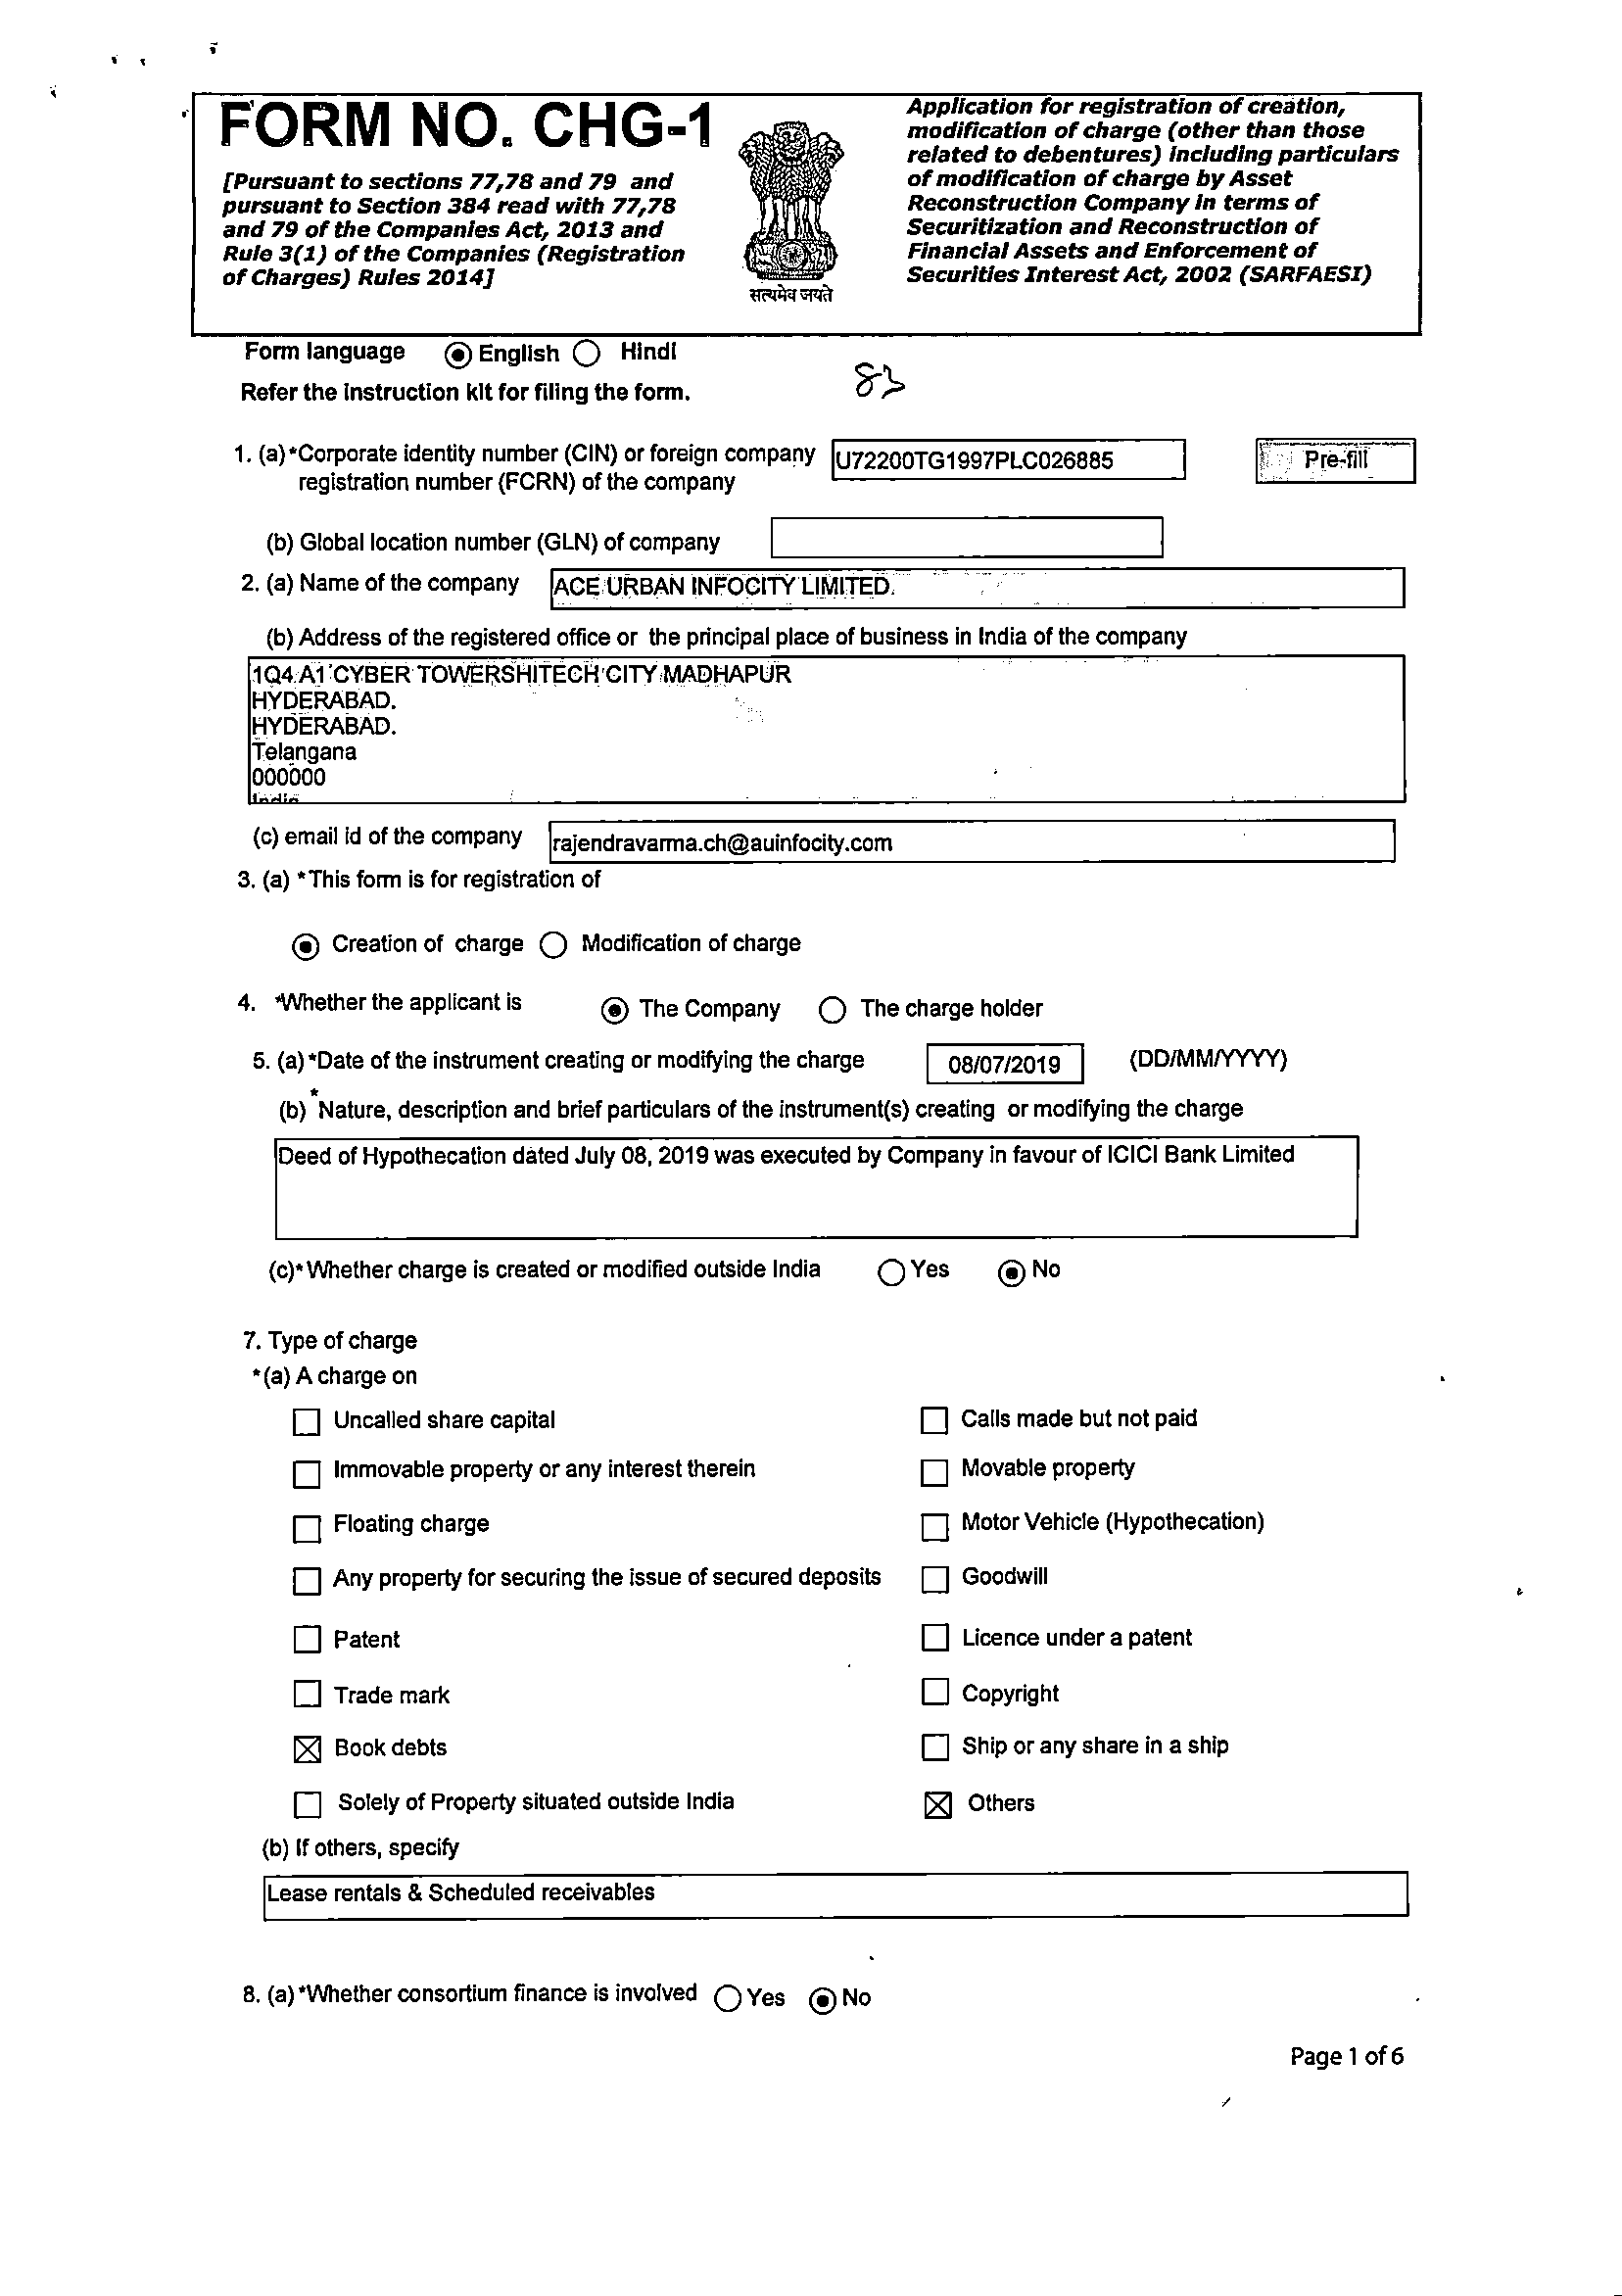 FORM NO. CHG-1
[Pursuant to sections 77,78 and 79 and
pursuant to Section 384 read with 77,78
and 79 of the Companies Act, 2013 and
Rule 3(1) of the Companies (Registration
of Charges) Rules 2014]
सत्यमेव जयते
Application for registration of creation,
modification of charge (other than those
related to debentures) including particulars
of modification of charge by Asset
Reconstruction Company in terms of
Securitization and Reconstruction of
Financial Assets and Enforcement of
Securities Interest Act, 2002 (SARFAESI)
Form language English Hindi
Refer the instruction kit for filing the form.
1. (a)*Corporate identity number (CIN) or foreign company U72200TG1997PLC026885 Pre-fill
registration number (FCRN) of the company
(b) Global location number (GLN) of company
2. (a) Name of the company ACE URBAN INFOCITY LIMITED
(b) Address of the registered office or the principal place of business in India of the company
1Q4 A1 CYBER TOWERSHITECH CITY MADHAPUR
HYDERABAD.
HYDERABAD.
Telangana
000000
India
(c) email id of the company rajendravarma.ch@auinfocity.com
3. (a) *This form is for registration of
Creation of charge Modification of charge
4. *Whether the applicant is The Company The charge holder
5. (a)*Date of the instrument creating or modifying the charge 08/07/2019 (DD/MM/YYYY)
(b) *Nature, description and brief particulars of the instrument(s) creating or modifying the charge
Deed of Hypothecation dated July 08, 2019 was executed by Company in favour of ICICI Bank Limited
(c)*Whether charge is created or modified outside India Yes No
7. Type of charge
*(a) A charge on
Uncalled share capital Calls made but not paid
Immovable property or any interest therein Movable property
Floating charge Motor Vehicle (Hypothecation)
Any property for securing the issue of secured deposits Goodwill
Patent Licence under a patent
Trade mark Copyright
Book debts Ship or any share in a ship
Solely of Property situated outside India Others
(b) If others, specify
Lease rentals & Scheduled receivables
8. (a)*Whether consortium finance is involved Yes No
Page 1 of 6